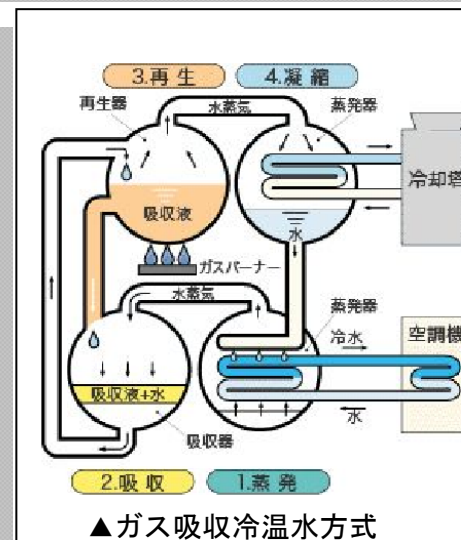 3.再生
4.凝縮
再生器
水蒸気
蒸発器
冷却塔
吸収液
水
ガスバーナー
水蒸気
蒸発器
冷水
空調機
吸収液+水
水
吸収器
2.吸収
1.蒸発
▲ガス吸収冷温水方式